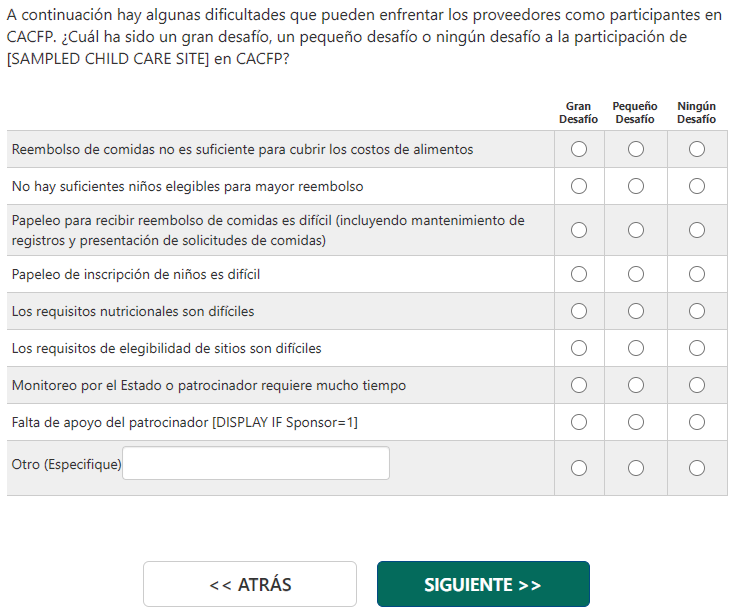 A continuación hay algunas dificultades que pueden enfrentar los proveedores como participantes en
CACFP. ¿Cuál ha sido un gran desafío, un pequeño desafío o ningún desafío a la participación de
[SAMPLED CHILD CARE SITE] en CACFP?
Gran Desafío
Pequeño Desafío
Ningún Desafío
Reembolso de comidas no es suficiente para cubrir los costos de alimentos
No hay suficientes niños elegibles para mayor reembolso
Papeleo para recibir reembolso de comidas es difícil (incluyendo mantenimiento de
registros y presentación de solicitudes de comidas)
Papeleo de inscripción de niños es difícil
Los requisitos nutricionales son difíciles
Los requisitos de elegibilidad de sitios son difíciles
Monitoreo por el Estado o patrocinador requiere mucho tiempo
Falta de apoyo del patrocinador [DISPLAY IF Sponsor=1]
Otro (Especifique)
<< ATRÁS
SIGUIENTE >>